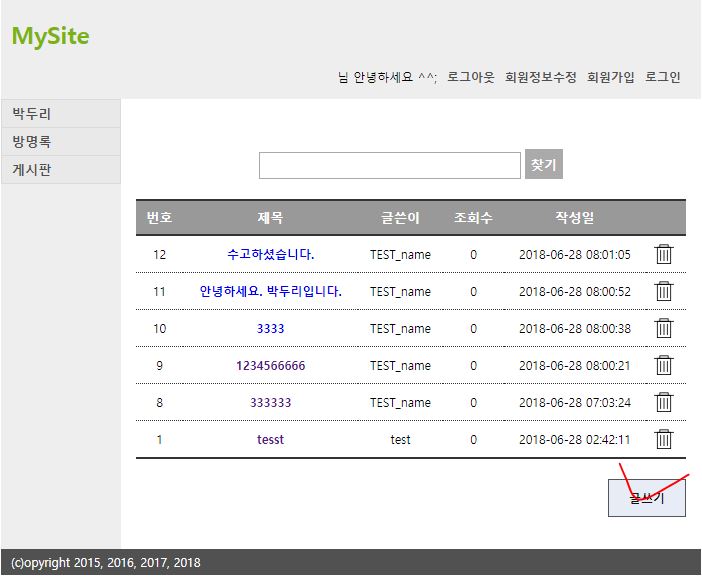 MySite
님 안녕하세요 ^^; 로그아웃 회원정보수정 회원가입 로그인
박두리
방명록
게시판
찾기
번호 제목 글쓴이 조회수 작성일
12 수고하셨습니다. TEST_name 0 2018-06-28 08:01:05
11 안녕하세요. 박두리입니다. TEST_name 0 2018-06-28 08:00:52
10 3333 TEST_name 0 2018-06-28 08:00:38
9 1234566666 TEST_name 0 2018-06-28 08:00:21
8 333333 TEST_name 0 2018-06-28 07:03:24
1 tesst test 0 2018-06-28 02:42:11
글쓰기
(c)opyright 2015, 2016, 2017, 2018